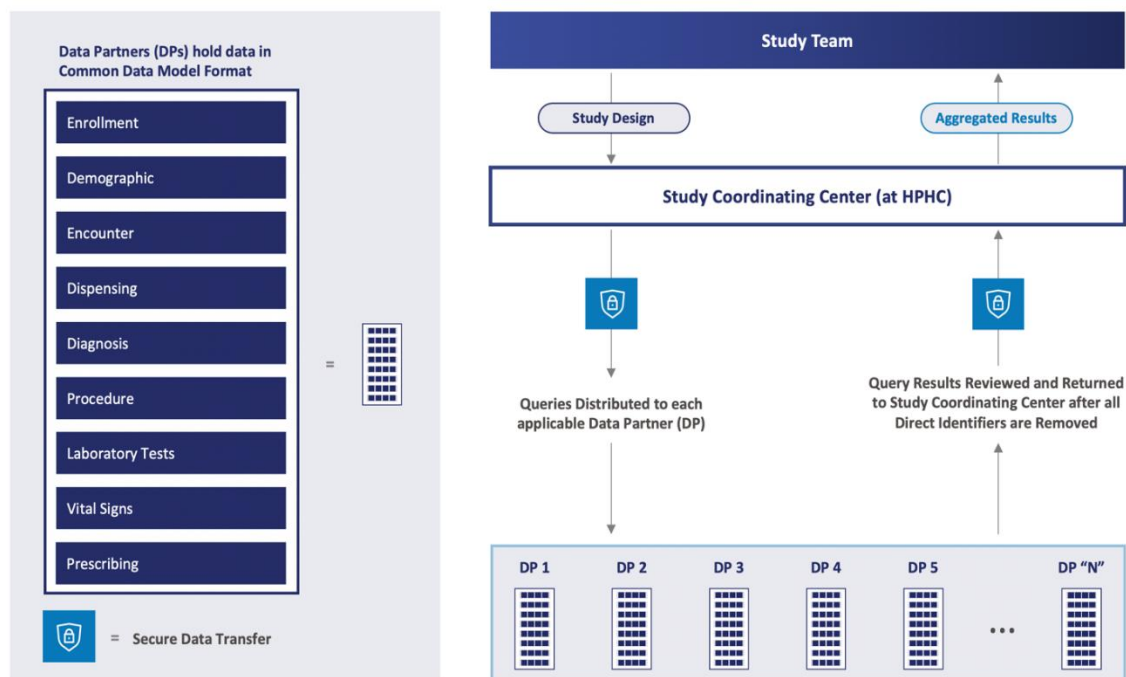 Data Partners (DPs) hold data in
Common Data Model Format
Enrollment
Demographic
Encounter
Dispensing
Diagnosis
Procedure
Laboratory Tests
Vital Signs
Prescribing
=
= Secure Data Transfer
Study Team
Study Design
Aggregated Results
Study Coordinating Center (at HPHC)
Queries Distributed to each
applicable Data Partner (DP)
Query Results Reviewed and Returned
to Study Coordinating Center after all
Direct Identifiers are Removed
DP 1
DP 2
DP 3
DP 4
DP 5
DP “N”
...